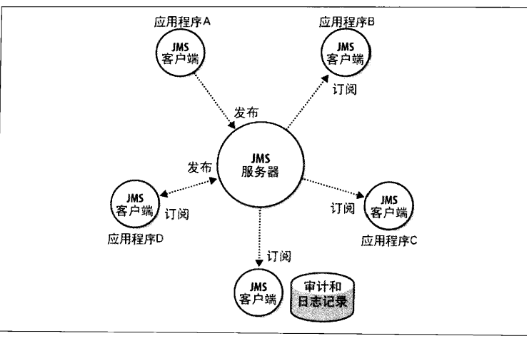 应用程序A
JMS
客户端
应用程序B
JMS
客户端
订阅
发布
JMS
服务器
发布
JMS
客户端
订阅
应用程序D
订阅
JMS
客户端
应用程序C
订阅
JMS
客户端
审计和
日志记录